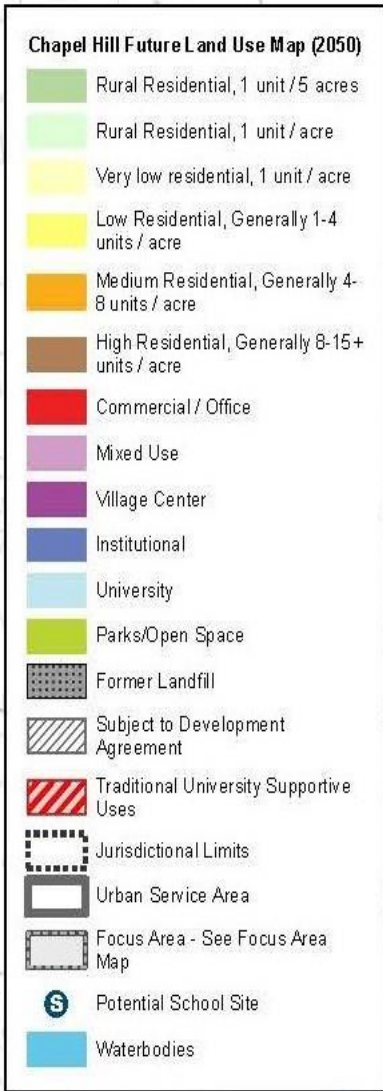 Chapel Hill Future Land Use Map (2050)
Rural Residential, 1 unit / 5 acres
Rural Residential, 1 unit / acre
Very low residential, 1 unit / acre
Low Residential, Generally 1-4
units / acre
Medium Residential, Generally 4-
8 units / acre
High Residential, Generally 8-15+
units / acre
Commercial / Office
Mixed Use
Village Center
Institutional
University
Parks/Open Space
Former Landfill
Subject to Development
Agreement
Traditional University Supportive
Uses
Jurisdictional Limits
Urban Service Area
Focus Area - See Focus Area
Map
S Potential School Site
Waterbodies